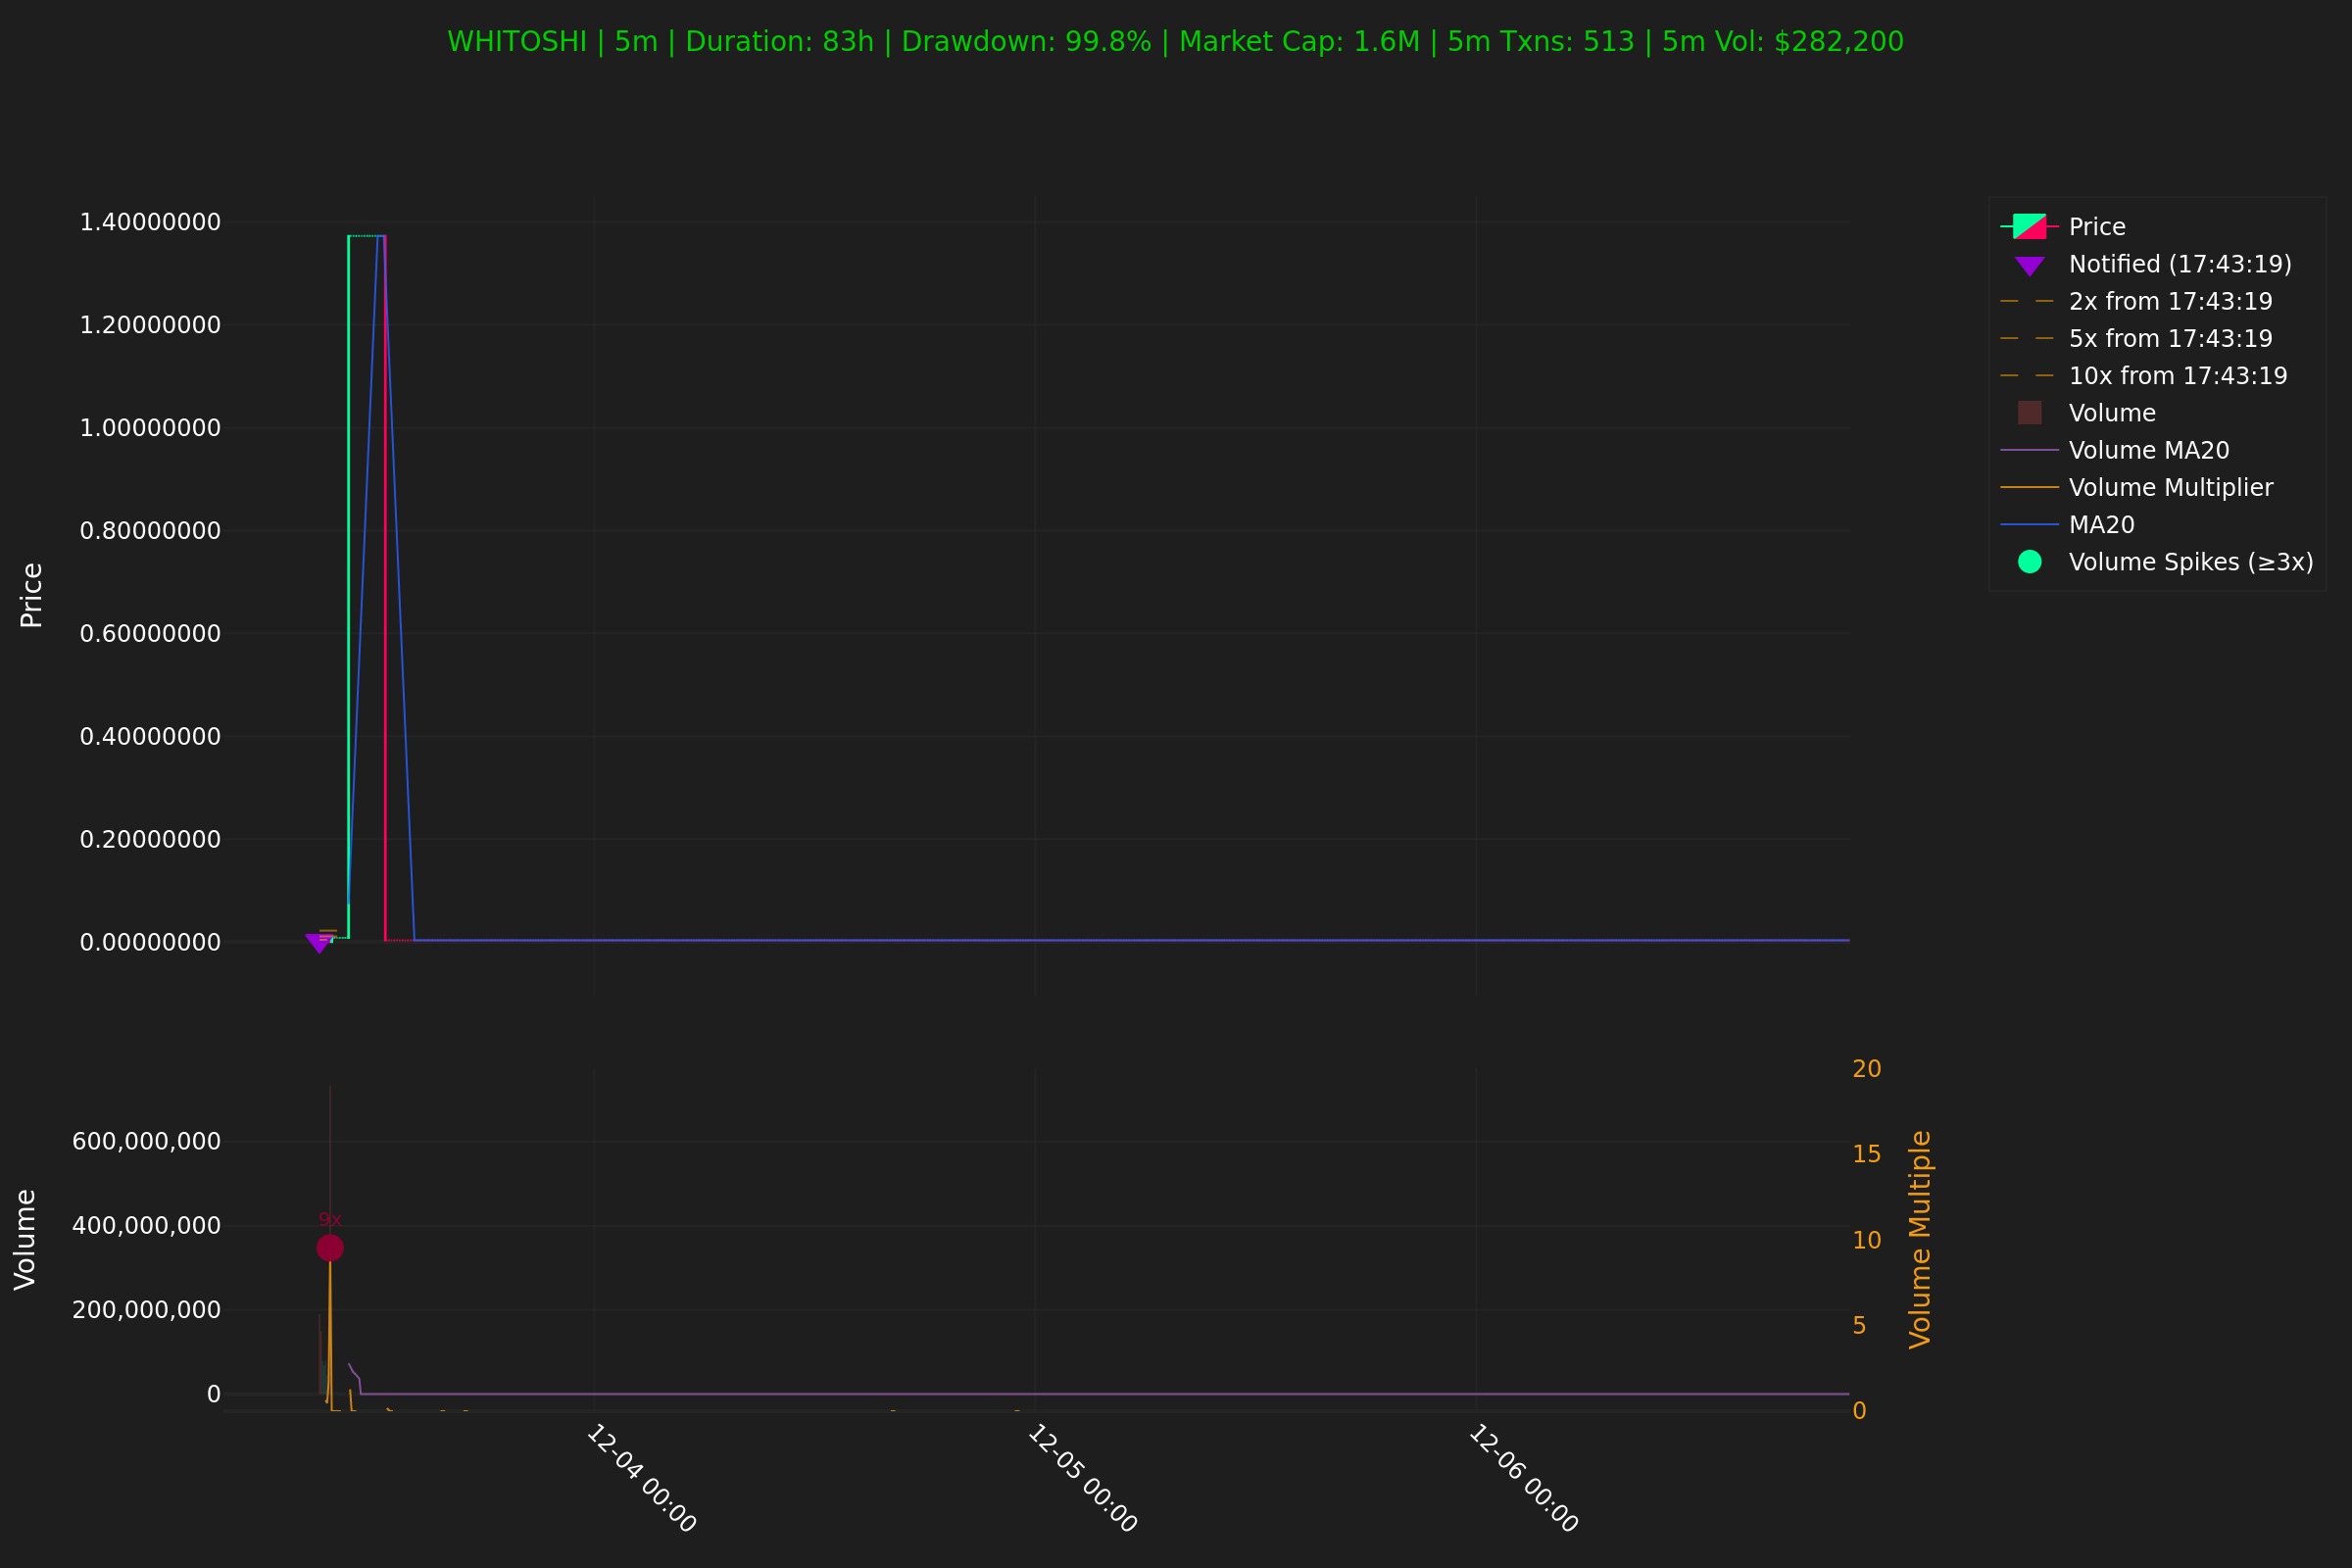 WHITOSHI | 5m | Duration: 83h | Drawdown: 99.8% | Market Cap: 1.6M | 5m Txns: 513 | 5m Vol: $282,200
Price
1.40000000
1.20000000
1.00000000
0.80000000
0.60000000
0.40000000
0.20000000
0.00000000
Price
Notified (17:43:19)
2x from 17:43:19
5x from 17:43:19
10x from 17:43:19
Volume
Volume MA20
Volume Multiplier
MA20
Volume Spikes (≥3x)
Volume
600,000,000
400,000,000
200,000,000
0
9x
20
15
10
5
0
Volume Multiple
12-04 00:00
12-05 00:00
12-06 00:00